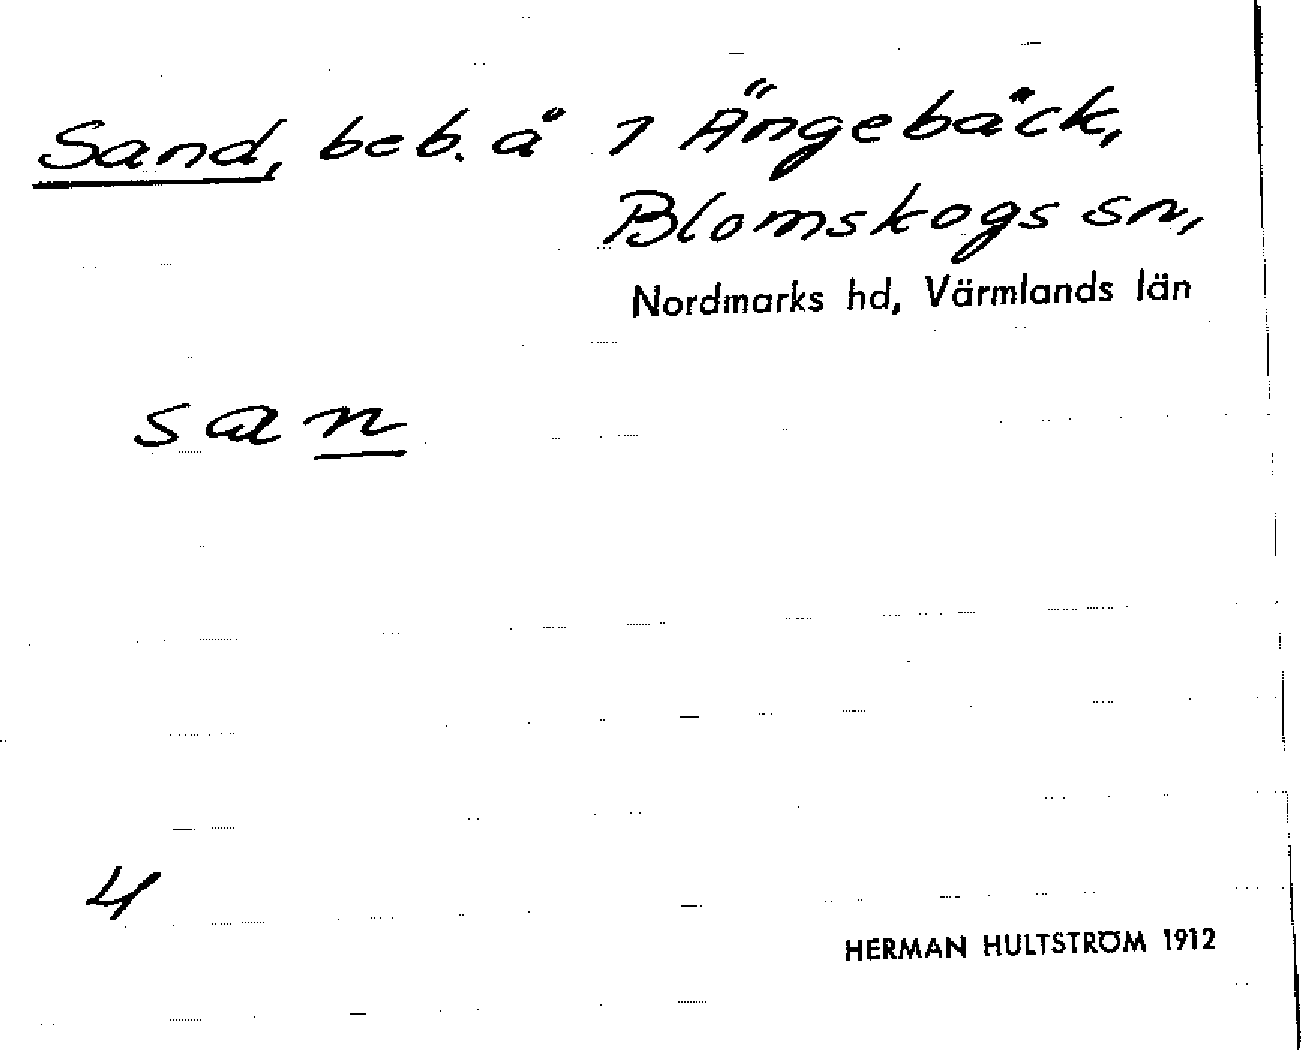 Sand, beb. å 1 Ängebäck,
Blomskogs sn,
Nordmarks hd, Värmlands län
san
4
HERMAN HULTSTRÖM 1912